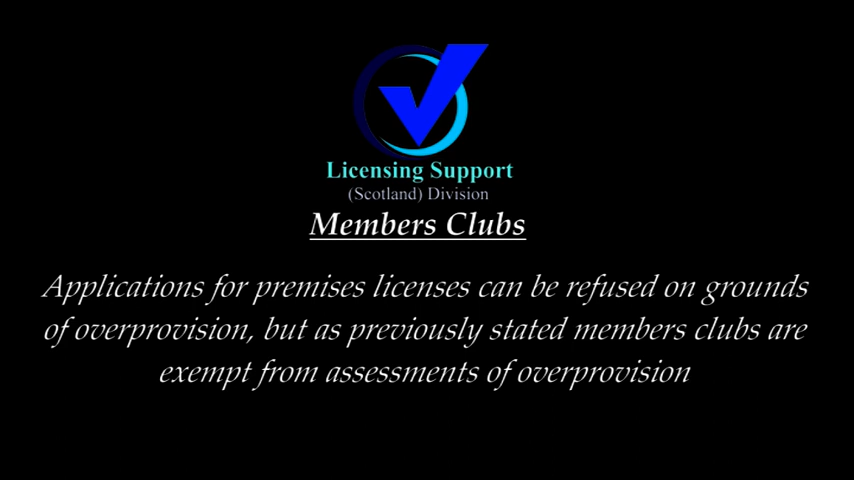 Licensing Support
(Scotland) Division
Members Clubs
Applications for premises licenses can be refused on grounds
of overprovision, but as previously stated members clubs are
exempt from assessments of overprovision